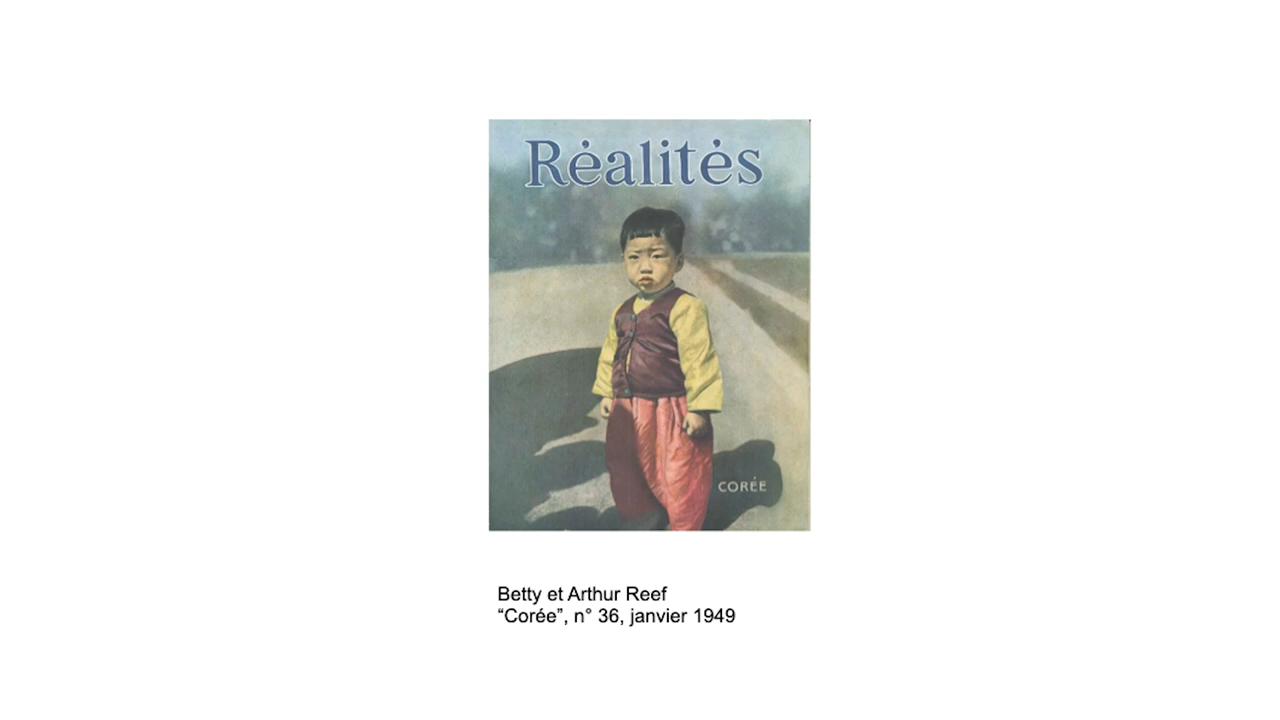 Réalités
CORÉE
Betty et Arthur Reef
“Corée”, n° 36, janvier 1949